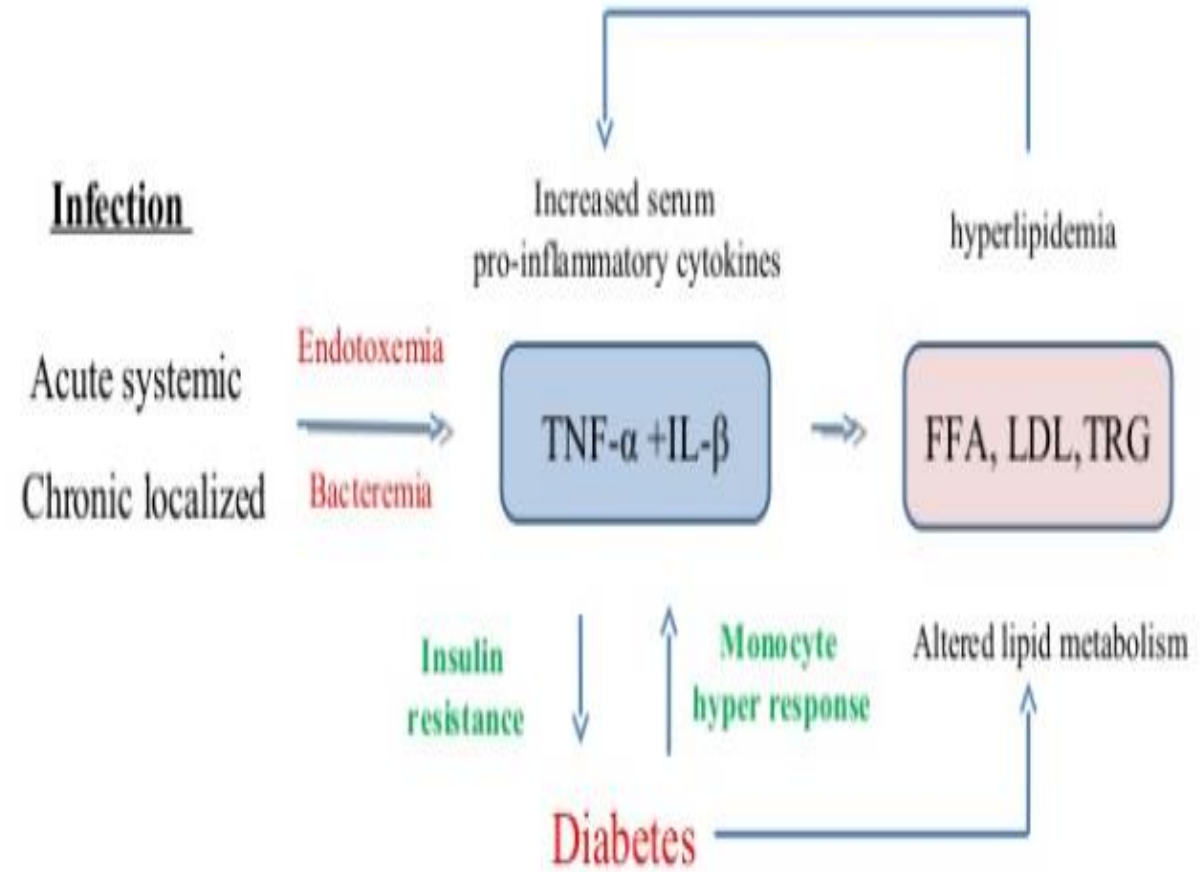 Infection
Acute systemic
Chronic localized
Endotoxemia
Bacteremia
Increased serum
pro-inflammatory cytokines
TNF-α +IL-β
hyperlipidemia
FFA, LDL,TRG
Altered lipid metabolism
Insulin
resistance
Monocyte
hyper response
Diabetes